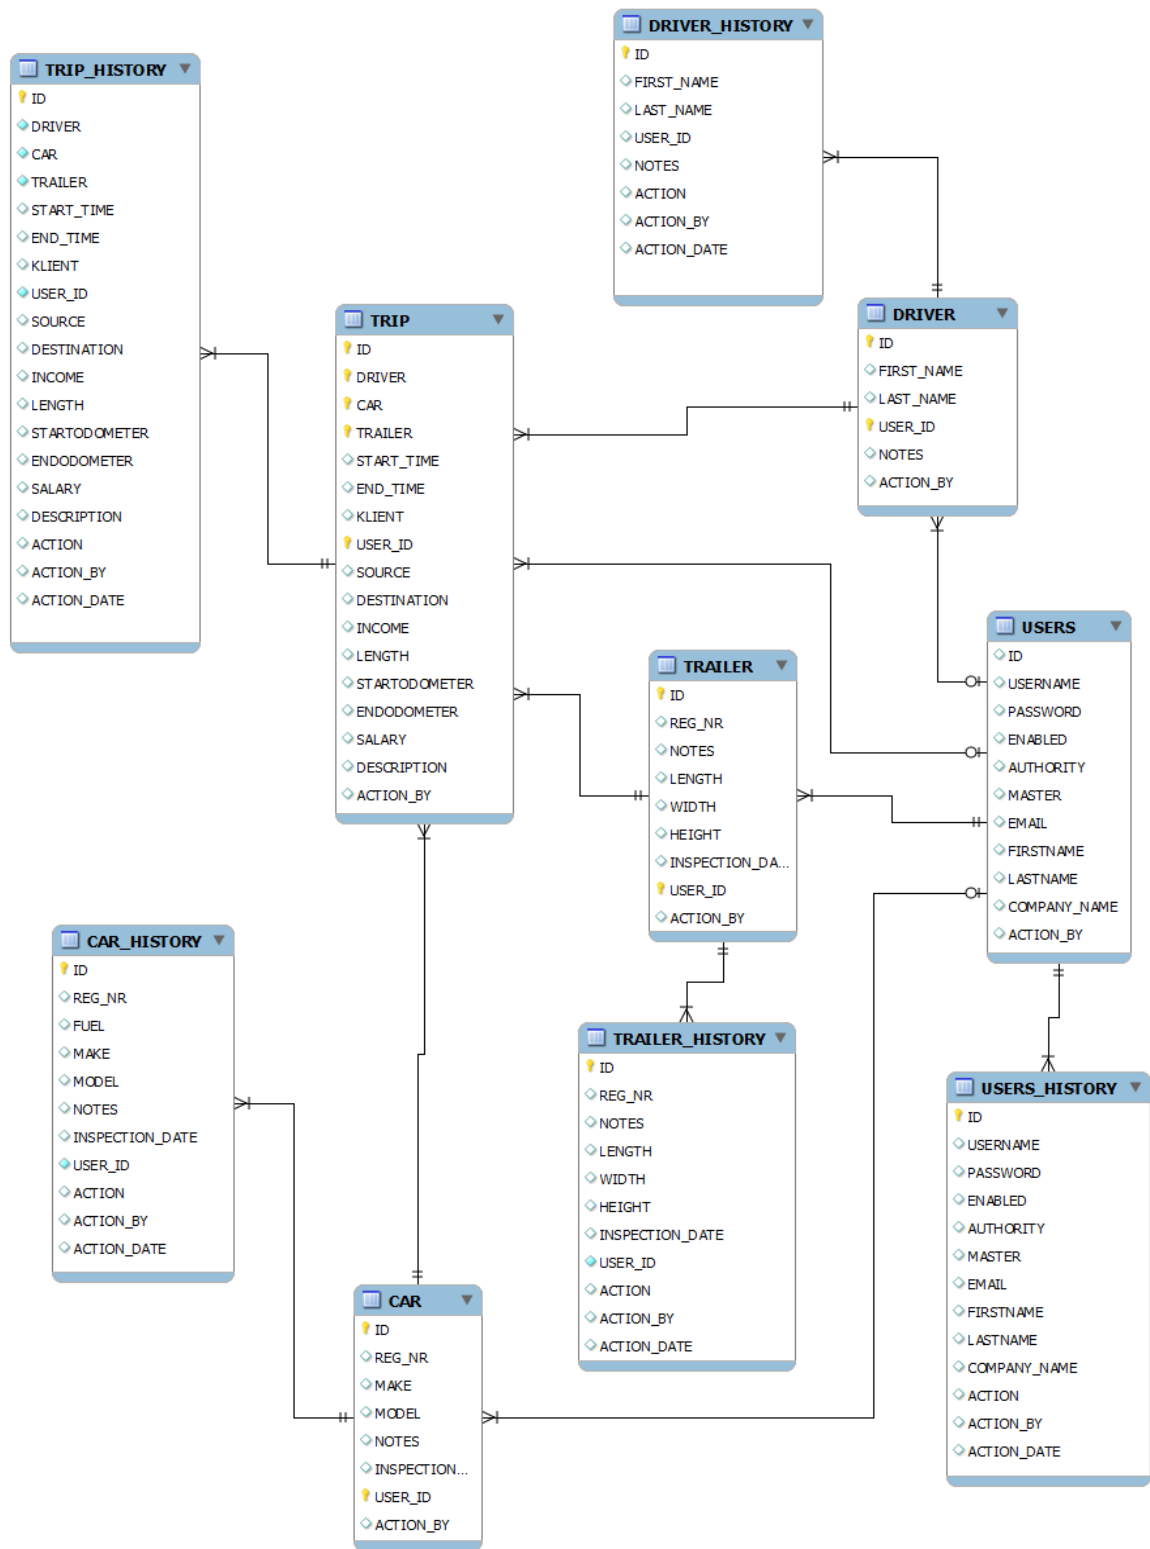 DRIVER_HISTORY
ID
FIRST_NAME
LAST_NAME
USER_ID
NOTES
ACTION
ACTION_BY
ACTION_DATE
TRIP_HISTORY
ID
DRIVER
CAR
TRAILER
START_TIME
END_TIME
KLIENT
USER_ID
SOURCE
DESTINATION
INCOME
LENGTH
STARTODOMETER
ENDODOMETER
SALARY
DESCRIPTION
ACTION
ACTION_BY
ACTION_DATE
TRIP
ID
DRIVER
CAR
TRAILER
START_TIME
END_TIME
KLIENT
USER_ID
SOURCE
DESTINATION
INCOME
LENGTH
STARTODOMETER
ENDODOMETER
SALARY
DESCRIPTION
ACTION_BY
DRIVER
ID
FIRST_NAME
LAST_NAME
USER_ID
NOTES
ACTION_BY
USERS
ID
USERNAME
PASSWORD
ENABLED
AUTHORITY
MASTER
EMAIL
FIRSTNAME
LASTNAME
COMPANY_NAME
ACTION_BY
TRAILER
ID
REG_NR
NOTES
LENGTH
WIDTH
HEIGHT
INSPECTION_DA...
USER_ID
ACTION_BY
CAR_HISTORY
ID
REG_NR
FUEL
MAKE
MODEL
NOTES
INSPECTION_DATE
USER_ID
ACTION
ACTION_BY
ACTION_DATE
TRAILER_HISTORY
ID
REG_NR
NOTES
LENGTH
WIDTH
HEIGHT
INSPECTION_DATE
USER_ID
ACTION
ACTION_BY
ACTION_DATE
USERS_HISTORY
ID
USERNAME
PASSWORD
ENABLED
AUTHORITY
MASTER
EMAIL
FIRSTNAME
LASTNAME
COMPANY_NAME
ACTION
ACTION_BY
ACTION_DATE
CAR
ID
REG_NR
MAKE
MODEL
NOTES
INSPECTION...
USER_ID
ACTION_BY